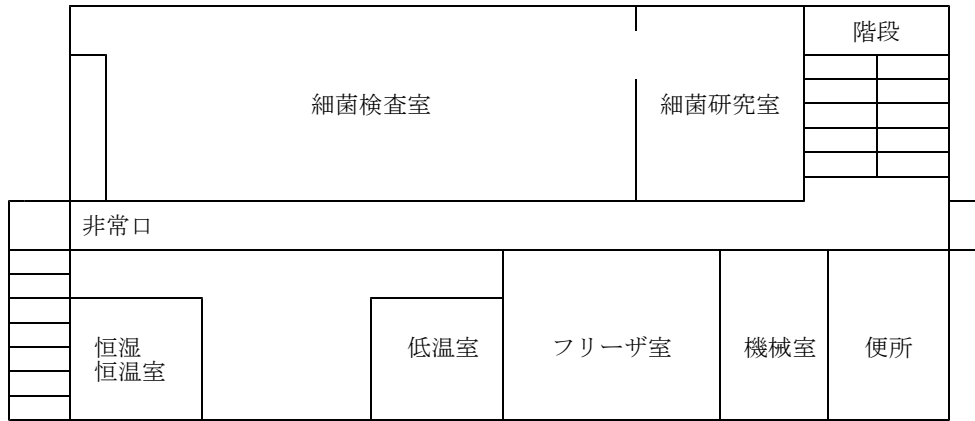 階段
細菌検査室
細菌研究室
非常口
恒湿
恒温室
低温室
フリーザ室
機械室
便所